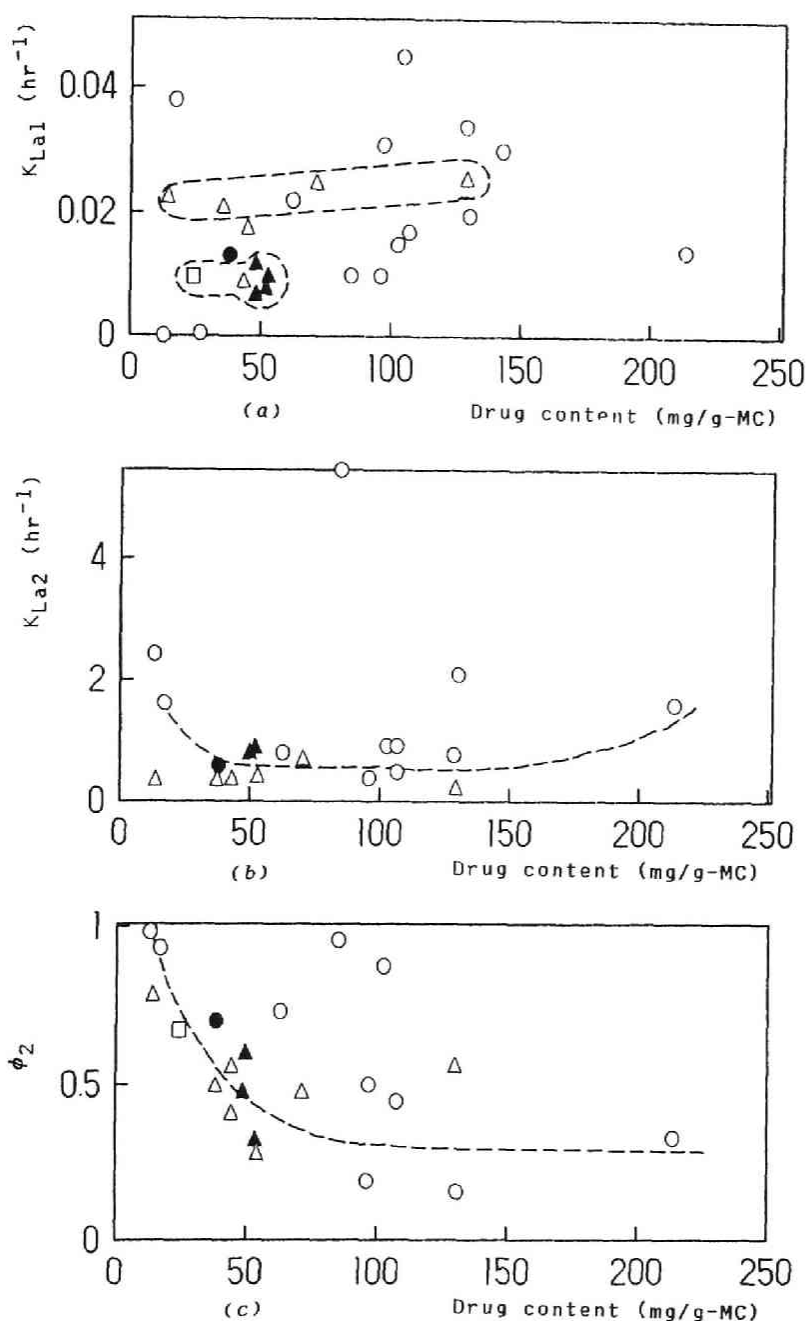 K_La1 (hr⁻¹)
0.04
0.02
0
0 50 100 150 200 250
(a) Drug content (mg/g-MC)
K_La2 (hr⁻¹)
4
2
0
0 50 100 150 200 250
(b) Drug content (mg/g-MC)
ϕ₂
1
0.5
0
0 50 100 150 200 250
(c) Drug content (mg/g-MC)